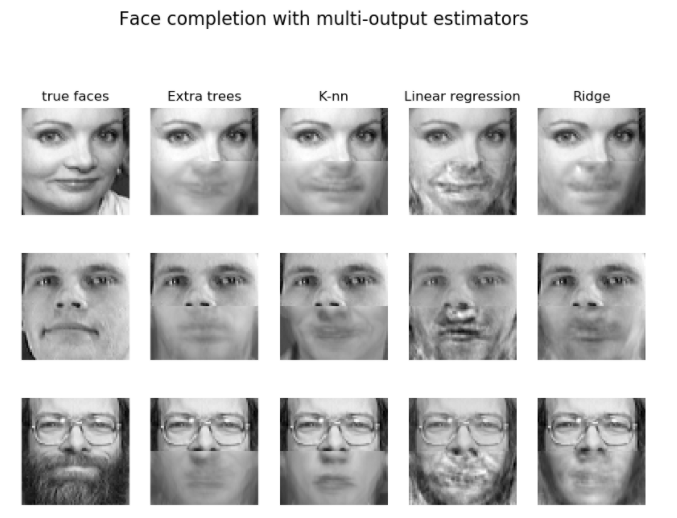 Face completion with multi-output estimators
true faces Extra trees K-nn Linear regression Ridge